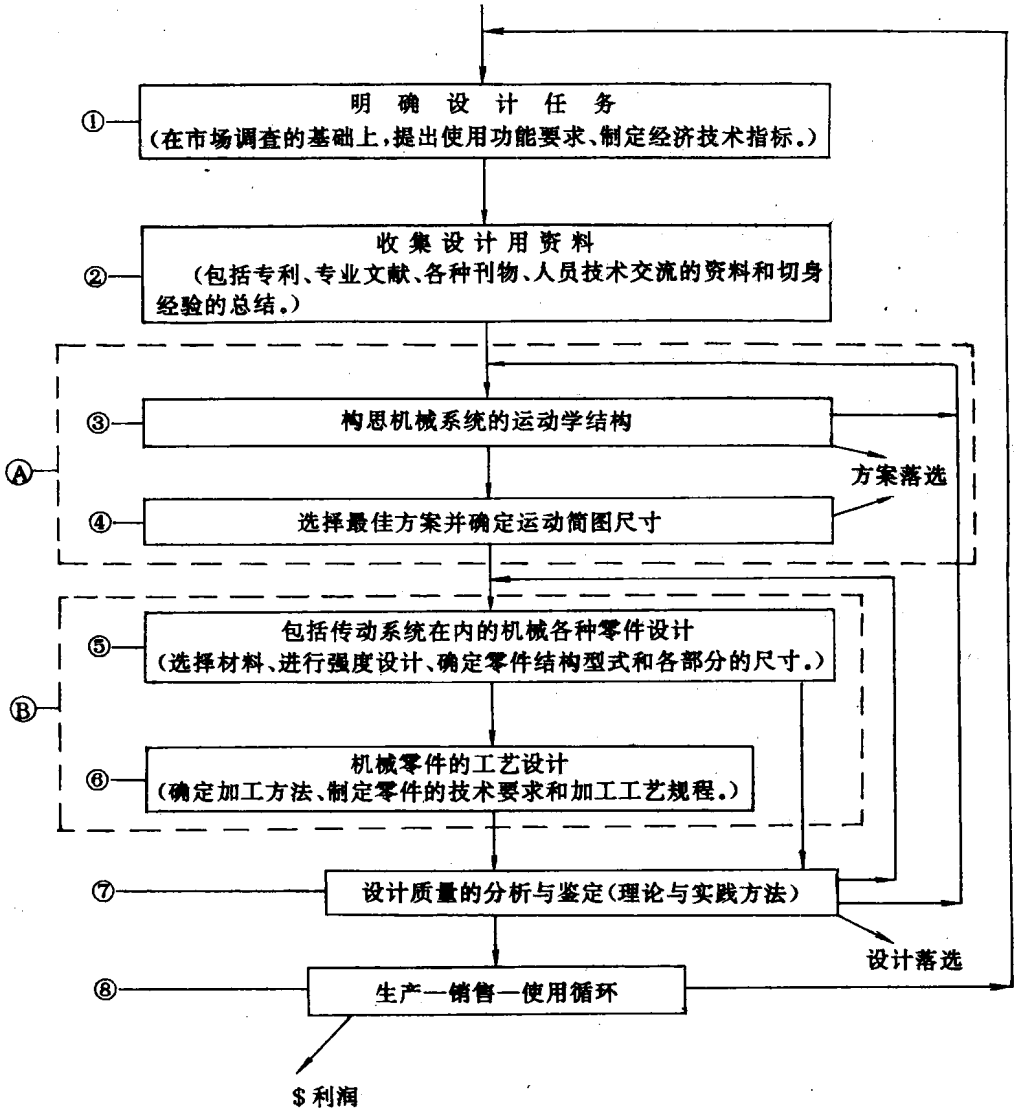 ① 明确设计任务
(在市场调查的基础上,提出使用功能要求、制定经济技术指标。)
② 收集设计用资料
(包括专利、专业文献、各种刊物、人员技术交流的资料和切身
经验的总结。)
③ 构思机械系统的运动学结构
Ⓐ
方案落选
④ 选择最佳方案并确定运动简图尺寸
⑤ 包括传动系统在内的机械各种零件设计
(选择材料、进行强度设计、确定零件结构型式和各部分的尺寸。)
Ⓑ
⑥ 机械零件的工艺设计
(确定加工方法、制定零件的技术要求和加工工艺规程。)
⑦ 设计质量的分析与鉴定(理论与实践方法)
设计落选
⑧ 生产—销售—使用循环
$利润